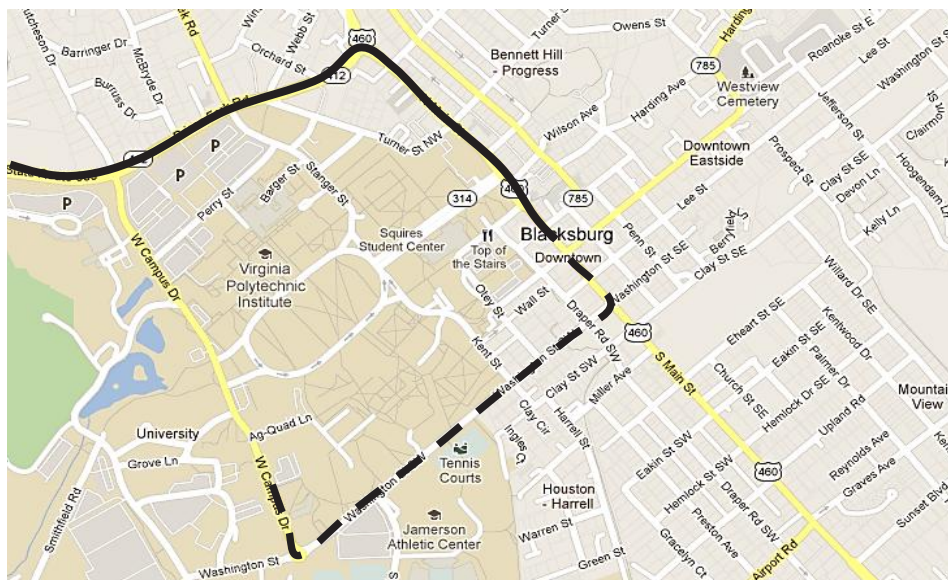 Barringer Dr
McBryde Dr
Burruss Dr
Webb St
Orchard St
460
412
Turner St
Owens St
Bennett Hill
- Progress
785
Roanoke St E
Lee St
Washington St SE
Westview
Cemetery
Jefferson St
Hoogendam Ln
Harding Ave
Wilson Ave
Turner St NW
P
P
P
Stanger St
Barger St
Perry St
314
785
Downtown
Eastside
Prospect St
Clay St SE
Devon Ln
Kelly Ln
Lee St
Penn St
Berryfield Ln
Washington St SE
Clay St SE
Squires
Student Center
Top of
the Stairs
Blacksburg
Downtown
Virginia
Polytechnic
Institute
W Campus Dr
Otey St
Wall St
Kent St
Draper Rd SW
460
S Main St
Willard Dr SE
Eheart St SE
Kentwood Dr
Eakin St SE
Palmer Dr
Church St SE
Hemlock Dr SE
Upland Rd
Mountain
View
Clay St SW
Miller Ave
Clay Cir
Harrell St
Ingles Ct
Ag-Quad Ln
University
Grove Ln
W Campus Dr
Washington St SW
Tennis
Courts
Houston
- Harrell
Eakin St SW
Hemlock St SW
Draper Rd SW
460
Reynolds Ave
Graves Ave
Sunset Blvd
Smithfield Rd
Jamerson
Athletic Center
Warren St
Green St
Preston Ave
Gracelyn Ct
Airport Rd
Washington St